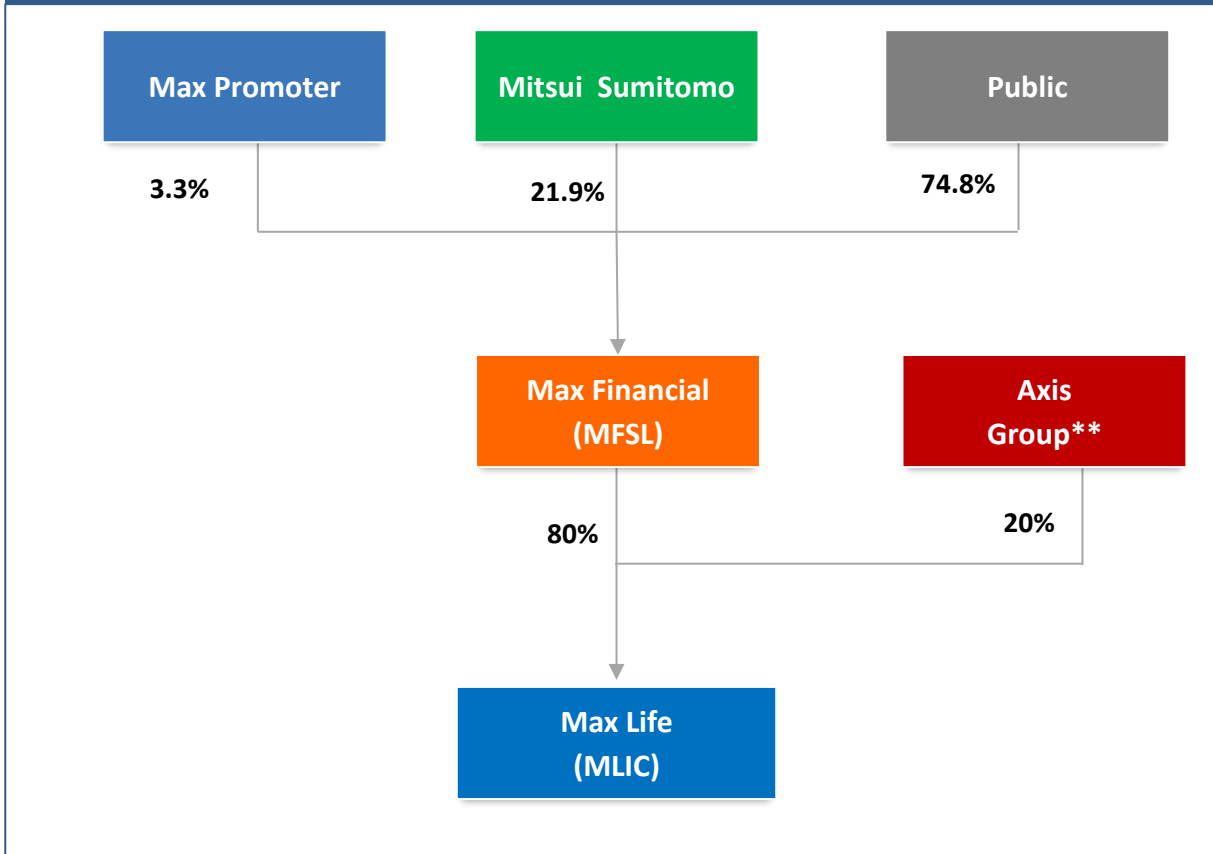 Max Promoter
Mitsui Sumitomo
Public
3.3%
21.9%
74.8%
Max Financial
(MFSL)
Axis
Group**
80%
20%
Max Life
(MLIC)